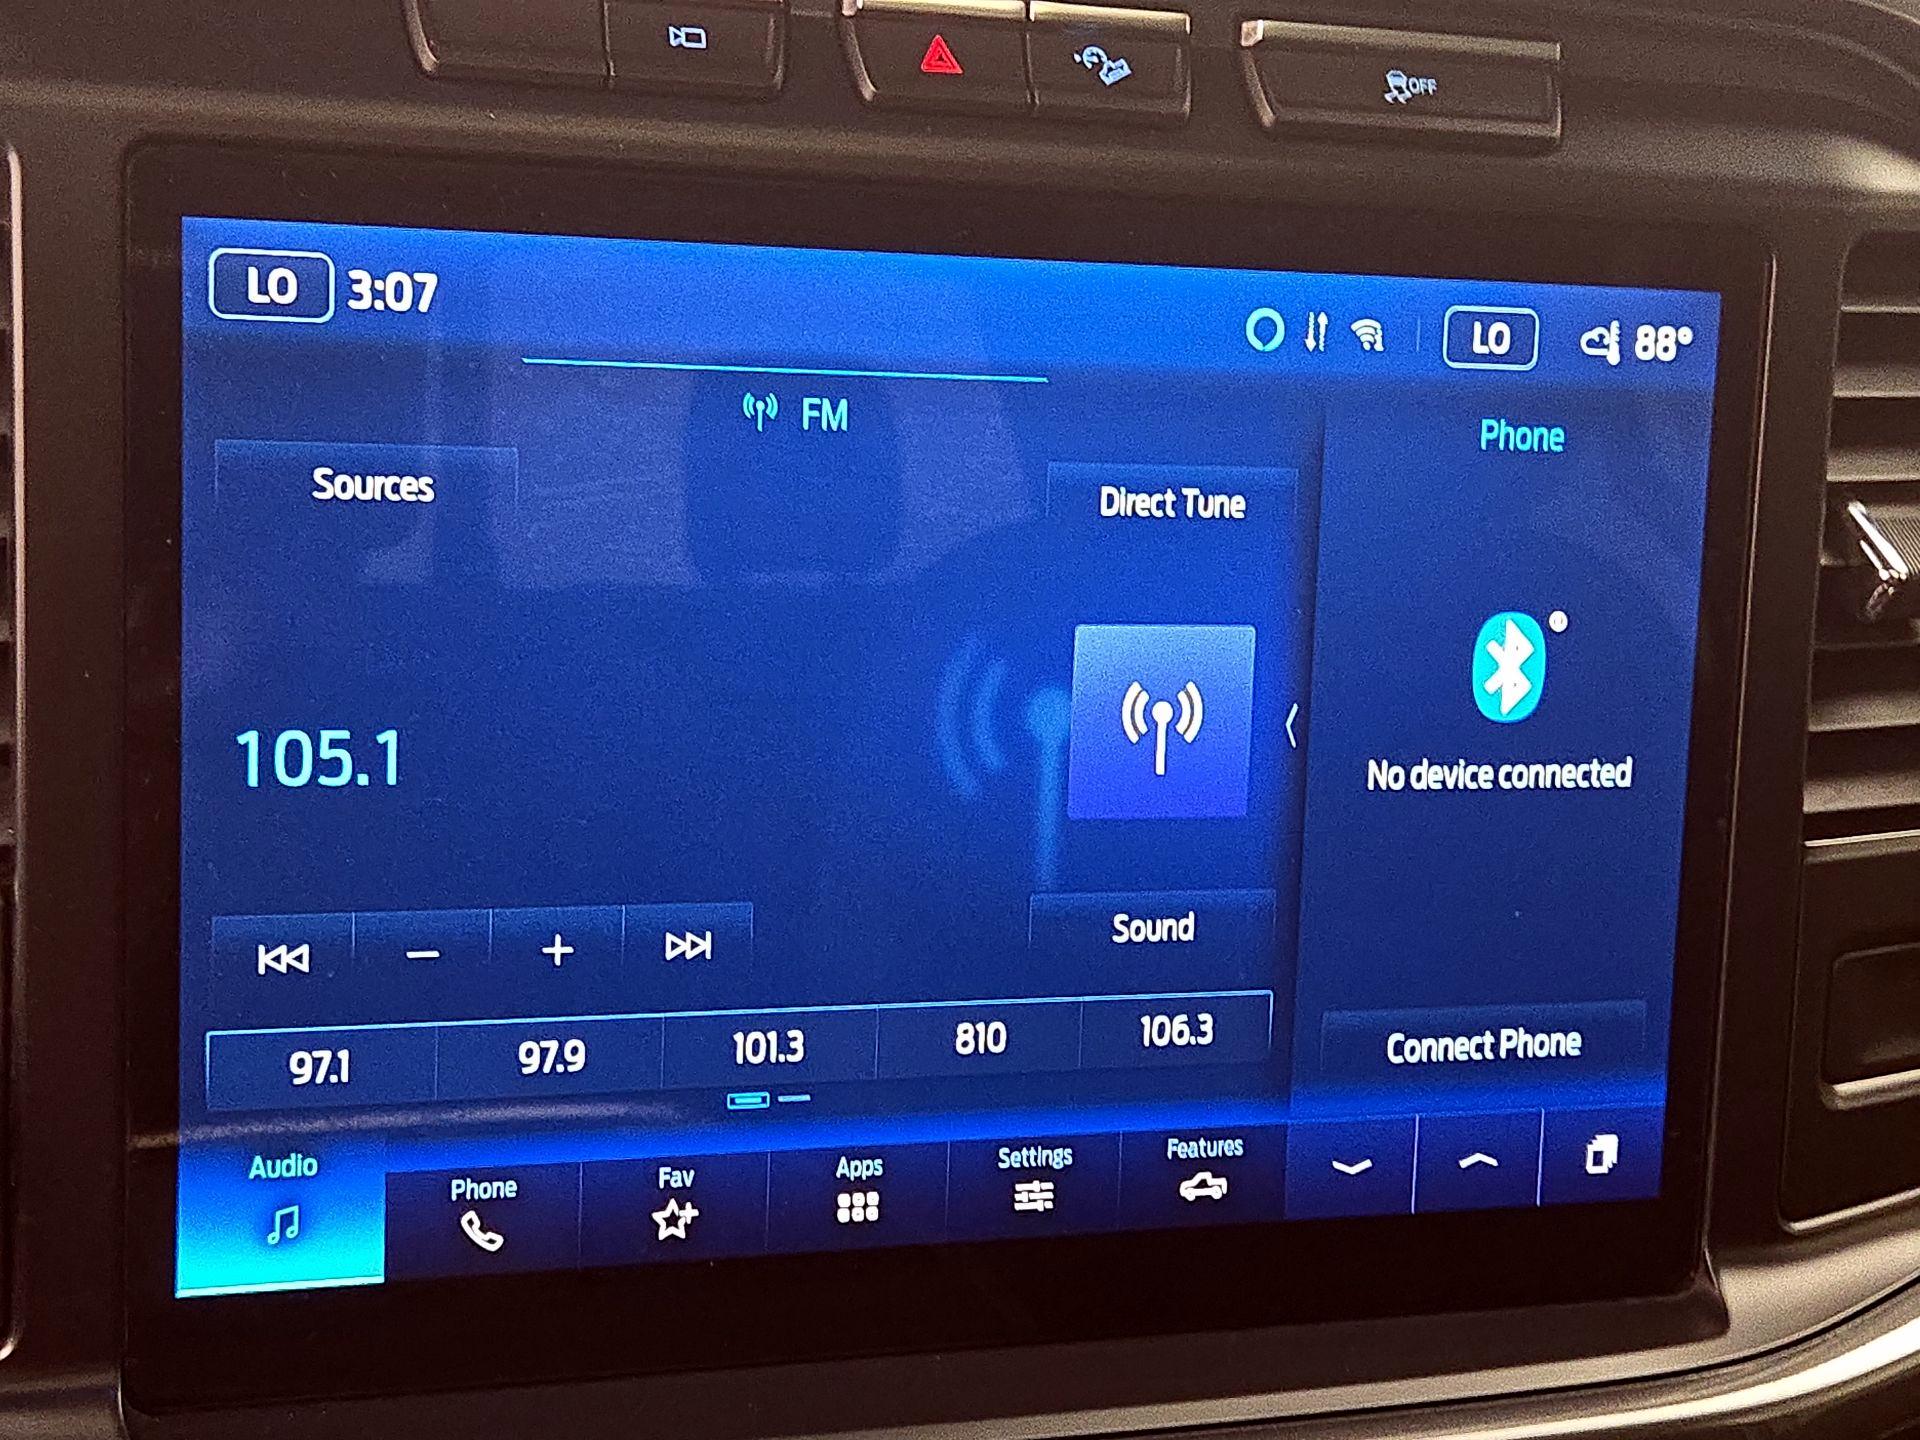 OFF
LO 3:07
LO 88°
FM
Phone
Sources
Direct Tune
105.1
No device connected
Sound
97.1 97.9 101.3 810 106.3
Connect Phone
Audio Phone Fav Apps Settings Features